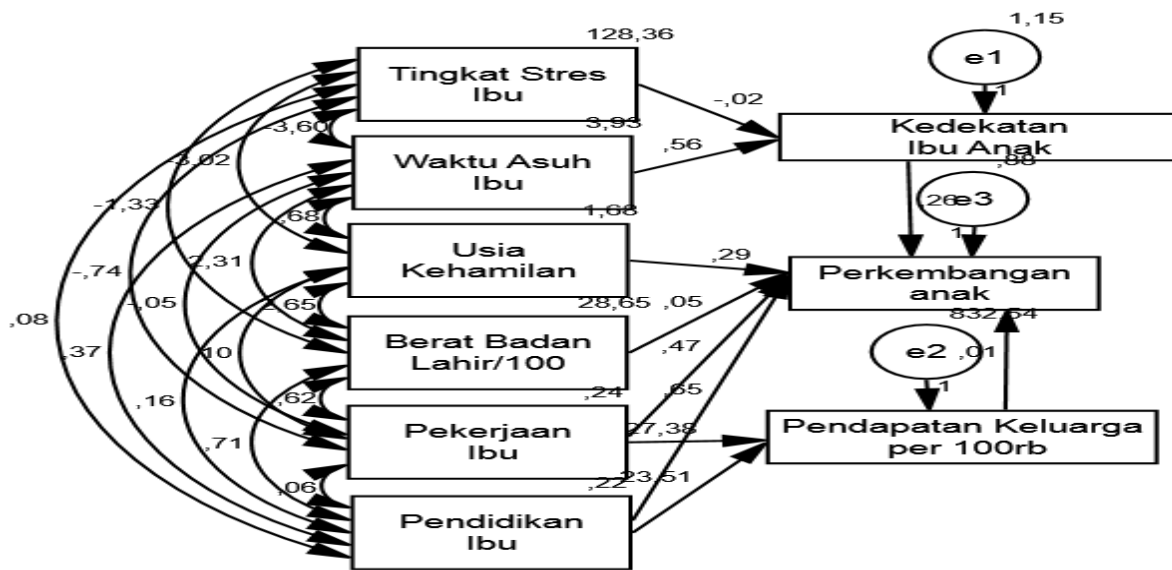 128,36
1,15
e1
1
Tingkat Stres
Ibu
-,02
-3,60
3,93
Kedekatan
Ibu Anak
,88
,56
Waktu Asuh
Ibu
-3,02
-1,33
,68
1,68
,26
e3
1
Usia
Kehamilan
,29
Perkembangan
anak
-,74
2,31
-,05
2,65
28,65
,05
832,54
,08
,37
,10
Berat Badan
Lahir/100
,47
e2
,01
1
,16
,62
,24
,65
,71
Pekerjaan
Ibu
27,38
Pendapatan Keluarga
per 100rb
,06
,22
23,51
Pendidikan
Ibu